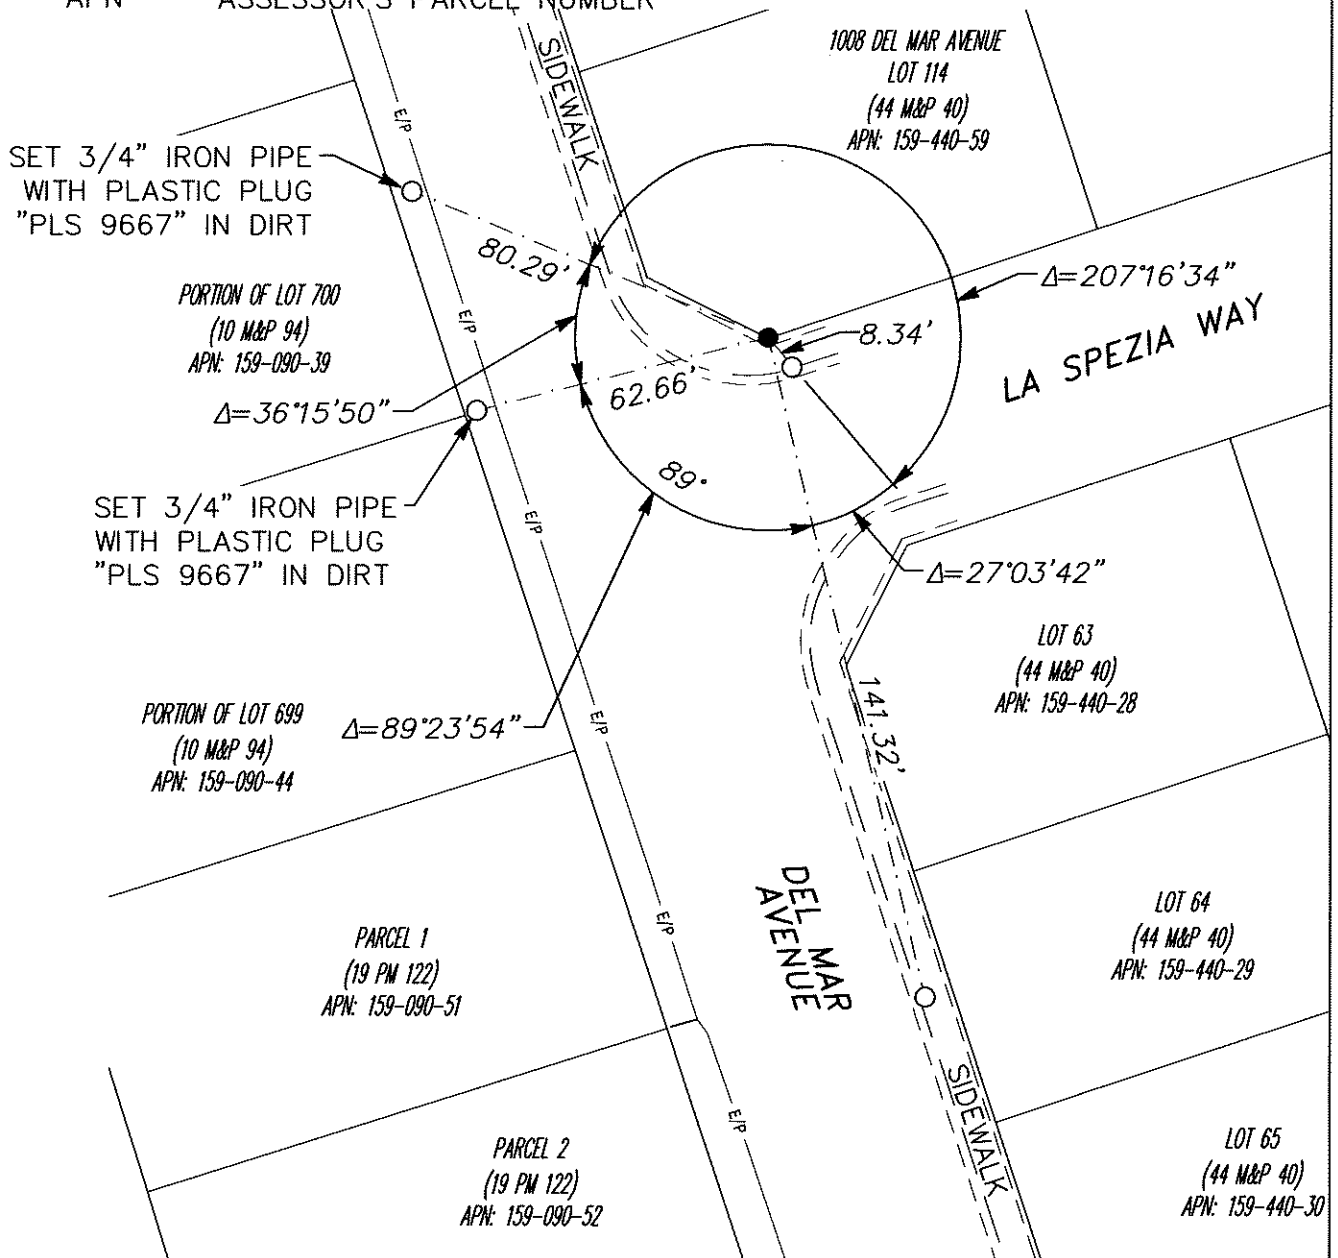 APN ASSESSOR'S PARCEL NUMBER
1008 DEL MAR AVENUE
LOT 114
(44 M&P 40)
APN: 159-440-59
SIDEWALK
E/P
SET 3/4" IRON PIPE
WITH PLASTIC PLUG
"PLS 9667" IN DIRT
80.29'
Δ=207°16'34"
PORTION OF LOT 700
(10 M&P 94)
APN: 159-090-39
E/P
8.34'
LA SPEZIA WAY
62.66'
Δ=36°15'50"
89°
SET 3/4" IRON PIPE
WITH PLASTIC PLUG
"PLS 9667" IN DIRT
E/P
Δ=27°03'42"
LOT 63
(44 M&P 40)
APN: 159-440-28
141.32'
PORTION OF LOT 699
(10 M&P 94)
APN: 159-090-44
Δ=89°23'54"
E/P
DEL MAR
AVENUE
LOT 64
(44 M&P 40)
APN: 159-440-29
PARCEL 1
(19 PM 122)
APN: 159-090-51
E/P
SIDEWALK
E/P
PARCEL 2
(19 PM 122)
APN: 159-090-52
LOT 65
(44 M&P 40)
APN: 159-440-30